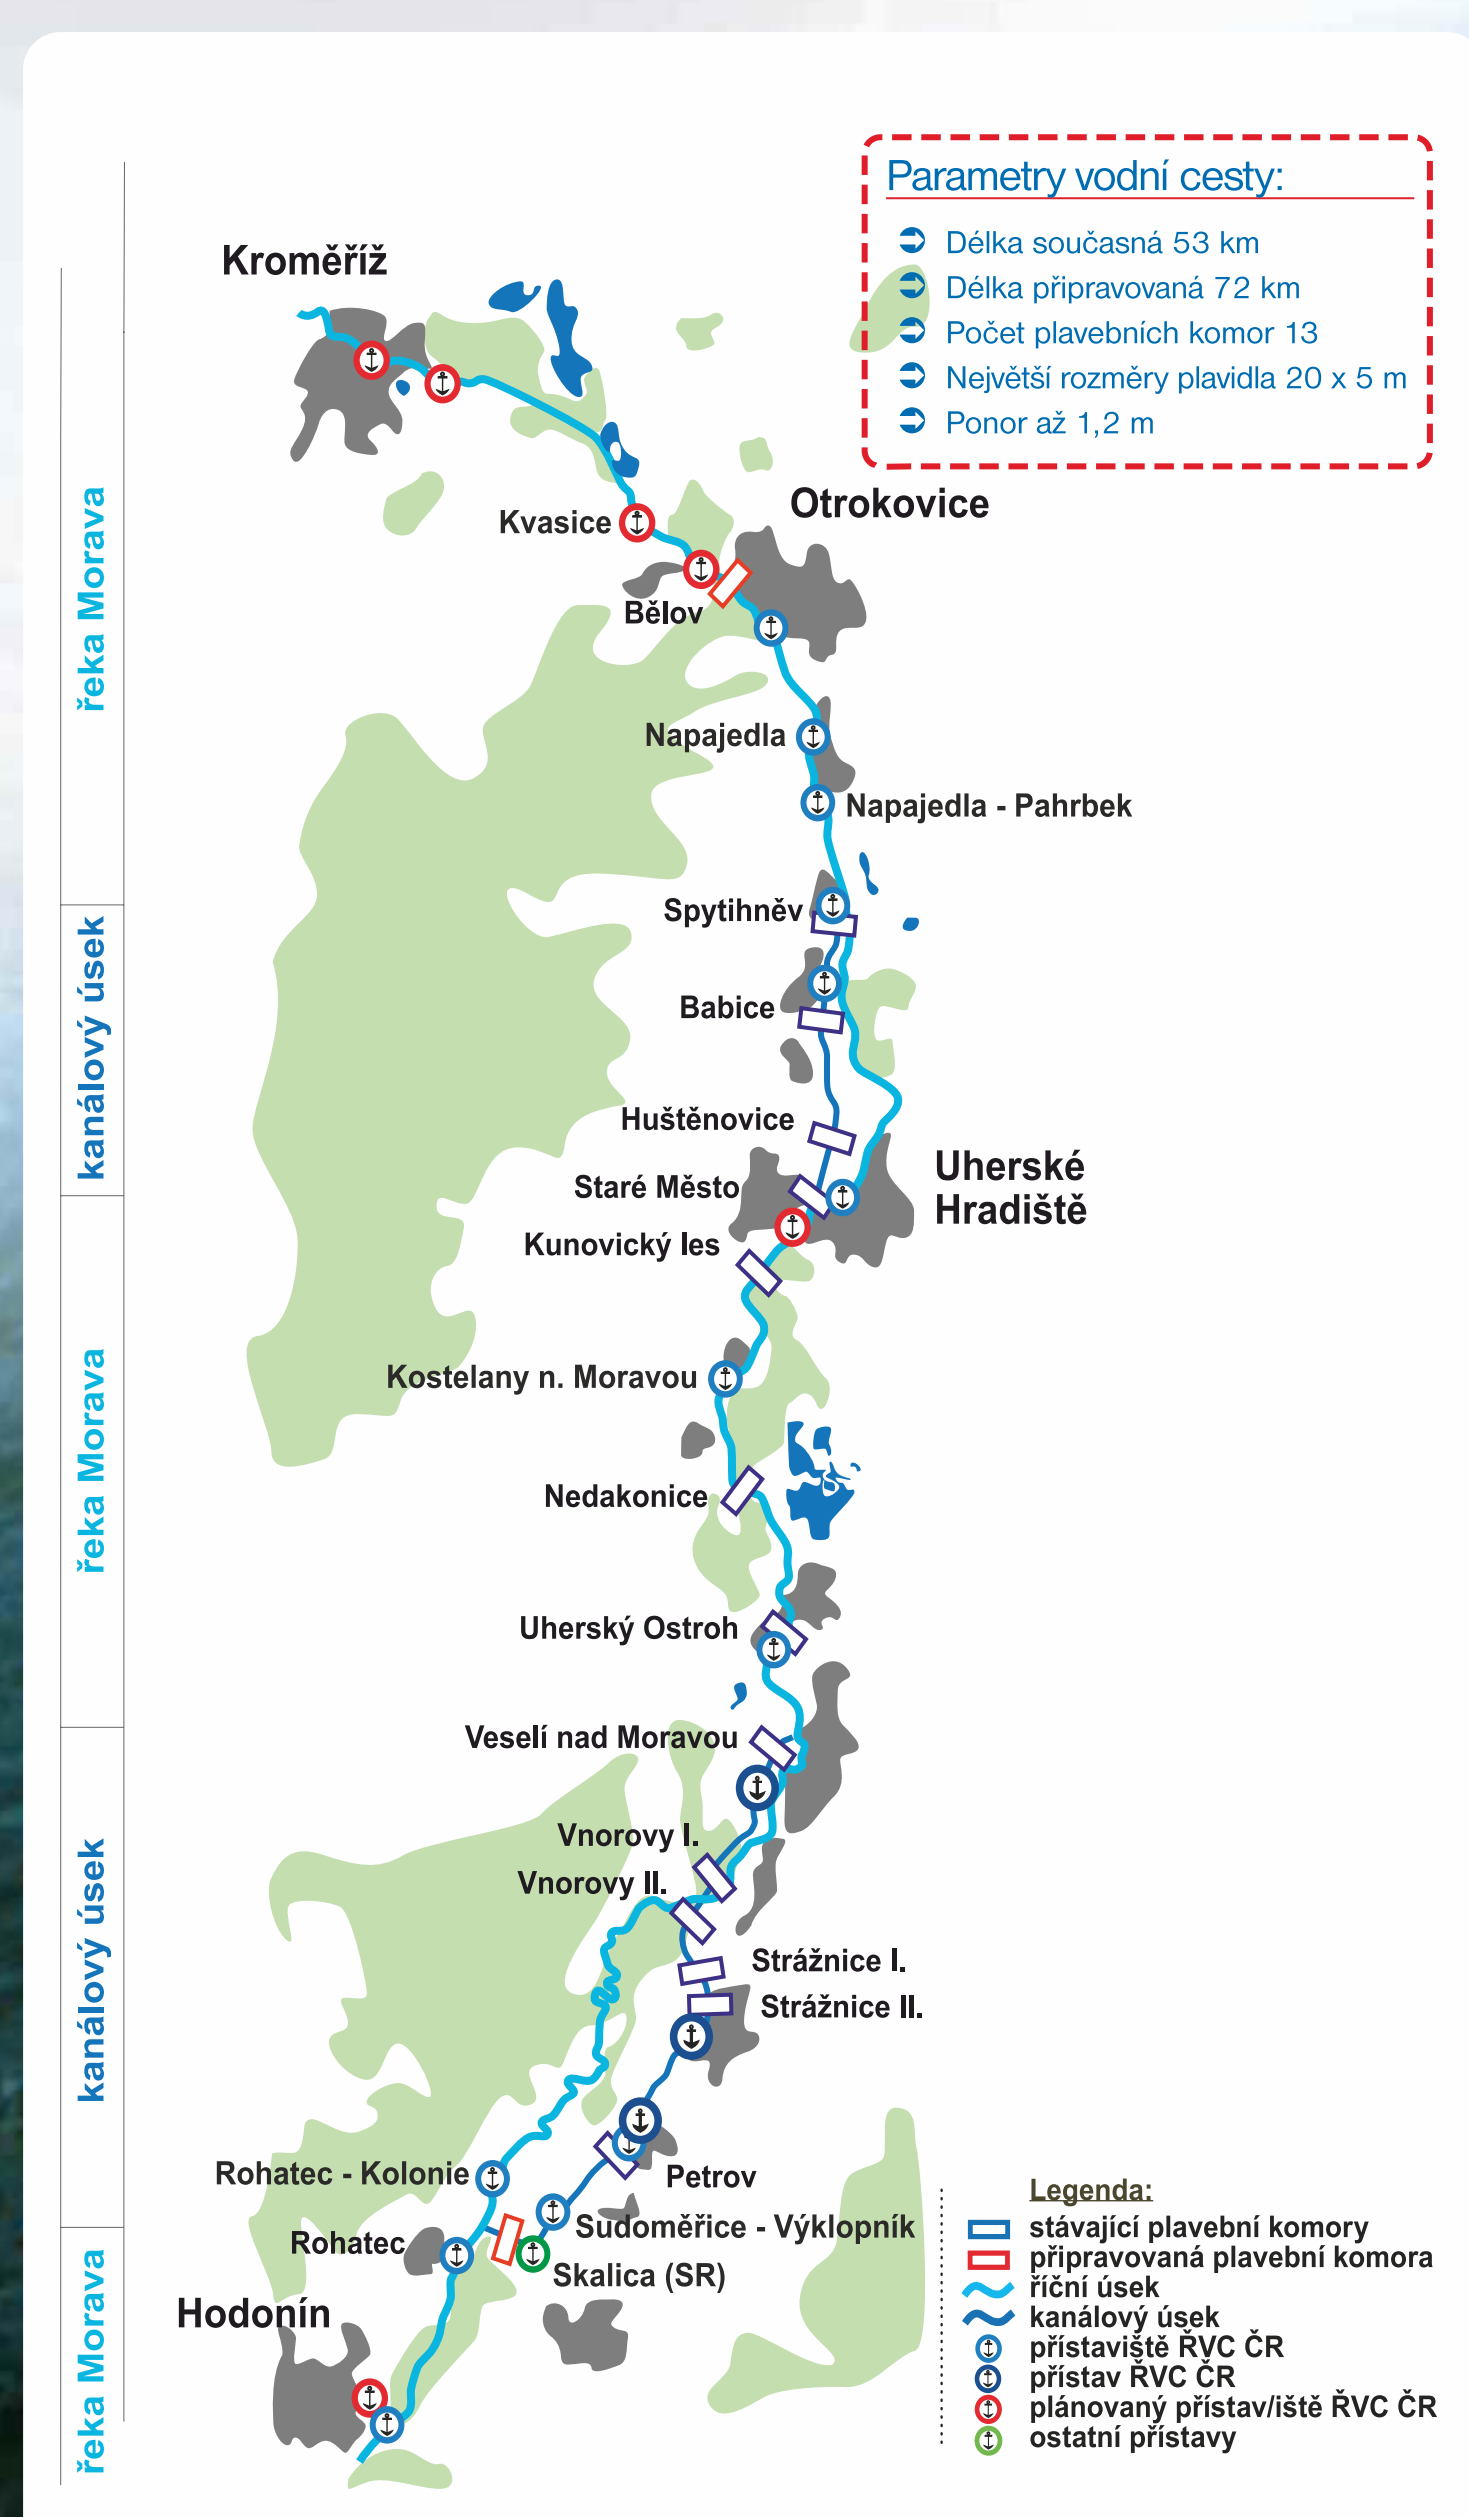 Parametry vodní cesty:
Délka současná 53 km
Délka připravovaná 72 km
Počet plavebních komor 13
Největší rozměry plavidla 20 x 5 m
Ponor až 1,2 m
Kroměříž
Otrokovice
Kvasice
Bělov
Napajedla
Napajedla - Pahrbek
Spytihněv
Babice
Huštěnovice
Staré Město
Uherské
Hradiště
Kunovický les
Kostelany n. Moravou
Nedakonice
Uherský Ostroh
Veselí nad Moravou
Vnorovy I.
Vnorovy II.
Strážnice I.
Strážnice II.
Petrov
Rohatec - Kolonie
Sudoměřice - Výklopník
Rohatec
Skalica (SR)
Hodonín
řeka Morava
kanálový úsek
řeka Morava
kanálový úsek
řeka Morava
Legenda:
stávající plavební komory
připravovaná plavební komora
říční úsek
kanálový úsek
přístaviště ŘVC ČR
přístav ŘVC ČR
plánovaný přístav/iště ŘVC ČR
ostatní přístavy